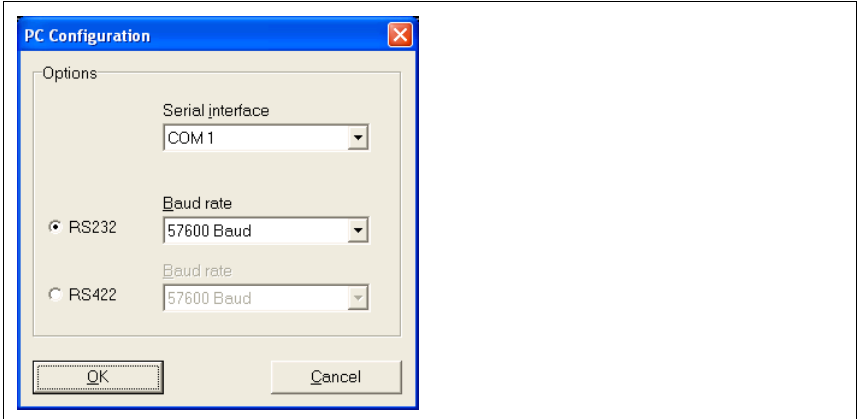 PC Configuration
Options
Serial interface
COM 1
Baud rate
RS232
57600 Baud
Baud rate
RS422
57600 Baud
OK
Cancel